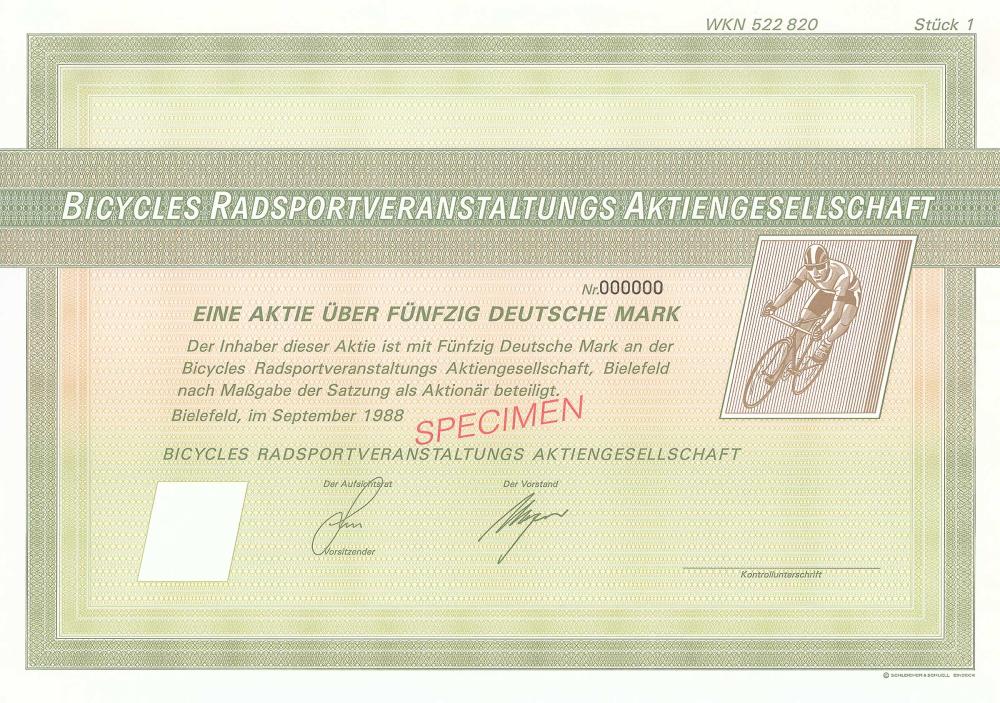 WKN 522 820 Stück 1
BICYCLES RADSPORTVERANSTALTUNGS AKTIENGESELLSCHAFT
Nr.000000
EINE AKTIE ÜBER FÜNFZIG DEUTSCHE MARK
Der Inhaber dieser Aktie ist mit Fünfzig Deutsche Mark an der
Bicycles Radsportveranstaltungs Aktiengesellschaft, Bielefeld
nach Maßgabe der Satzung als Aktionär beteiligt.
Bielefeld, im September 1988
SPECIMEN
BICYCLES RADSPORTVERANSTALTUNGS AKTIENGESELLSCHAFT
Der Aufsichtsrat Der Vorstand
Vorsitzender
Kontrollunterschrift